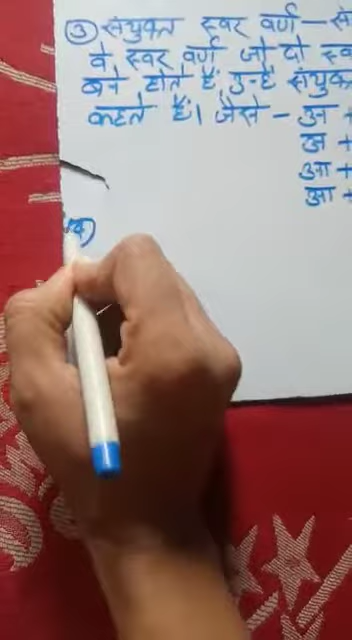 ③ संयुक्त स्वर वर्ण – सं
वे स्वर वर्ण जो दो स्व
बने होते हैं, उन्हें संयुक्त
कहते हैं। जैसे – अ +
अ +
आ +
आ +